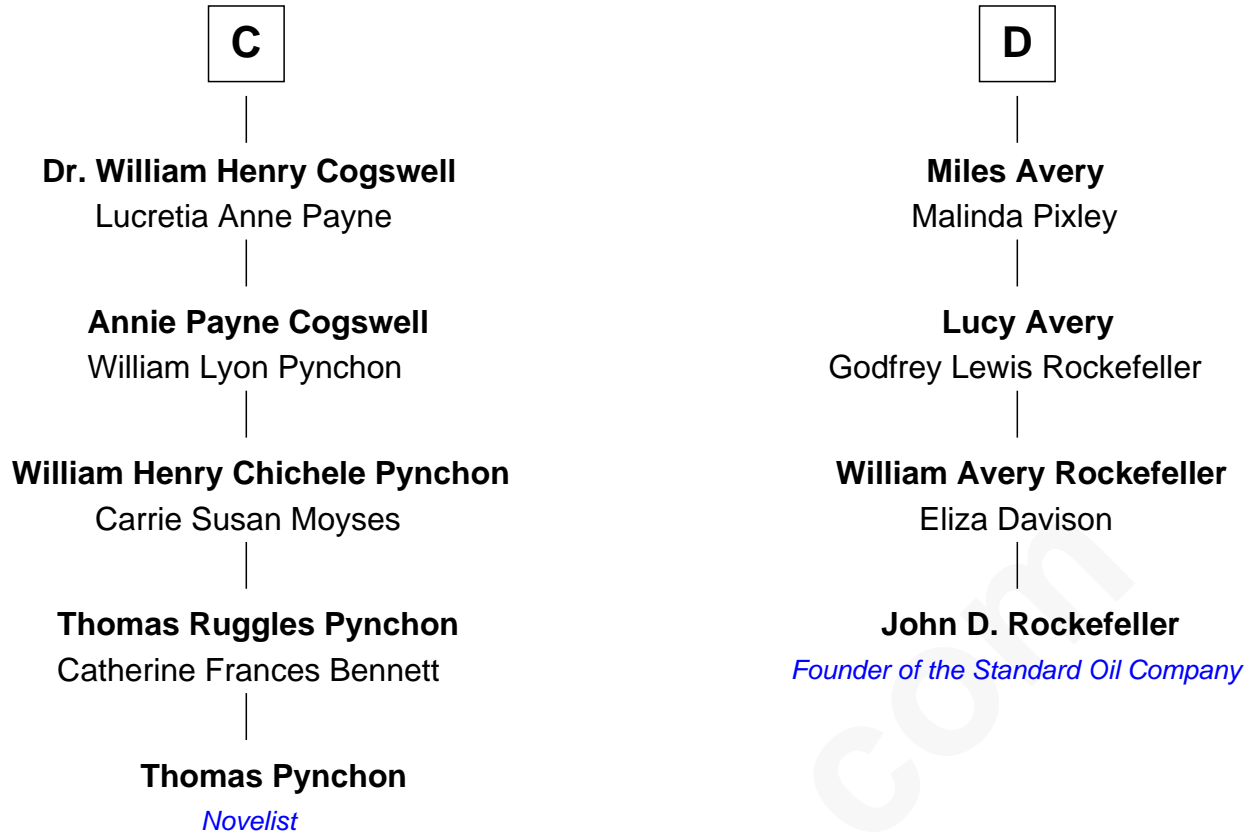 C
Dr. William Henry Cogswell
Lucretia Anne Payne
Annie Payne Cogswell
William Lyon Pynchon
William Henry Chichele Pynchon
Carrie Susan Moyses
Thomas Ruggles Pynchon
Catherine Frances Bennett
Thomas Pynchon
Novelist
D
Miles Avery
Malinda Pixley
Lucy Avery
Godfrey Lewis Rockefeller
William Avery Rockefeller
Eliza Davison
John D. Rockefeller
Founder of the Standard Oil Company
com